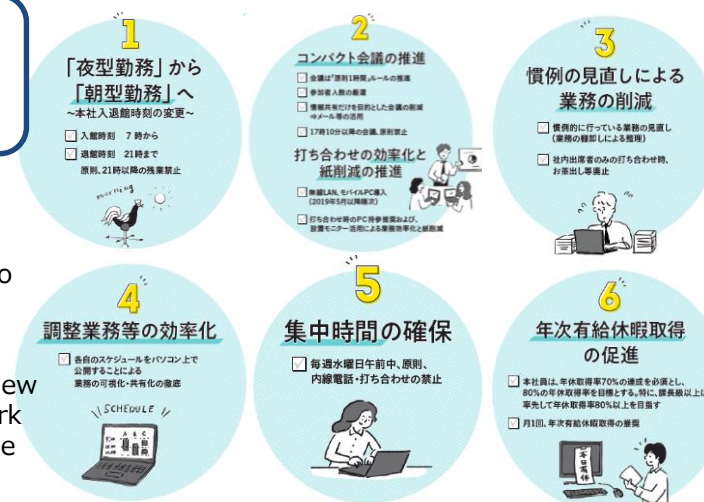 1
「夜型勤務」から
「朝型勤務」へ
~本社入退館時刻の変更~
入館時刻 7時から
退館時刻 21時まで
原則、21時以降の残業禁止
morning
2
コンパクト会議の推進
会議は「原則1時間」ルールの推進
参加者人数の厳選
情報共有だけを目的とした会議の削減
⇒メール等の活用
17時10分以降の会議、原則禁止
打ち合わせの効率化と
紙削減の推進
無線LAN、モバイルPC導入
(2019年5月以降順次)
打ち合わせ時のPC持参推奨および、
設置モニター活用による業務効率化と紙削減
3
慣例の見直しによる
業務の削減
慣例的に行っている業務の見直し
(業務の棚卸しによる整理)
社内出席者のみの打ち合わせ時、
お茶出し等廃止
o
ew
rk
e
4
調整業務等の効率化
各自のスケジュールをパソコン上で
公開することによる
業務の可視化・共有化の徹底
SCHEDULE
A B C
5
集中時間の確保
毎週水曜日午前中、原則、
内線電話・打ち合わせの禁止
6
年次有給休暇取得
の促進
本社員は、年休取得率70%の達成を必須とし、
80%の年休取得率を目標とする。特に、課長級以上は
率先して年休取得率80%以上を目指す
月1回、年次有給休暇取得の推奨
本日有休